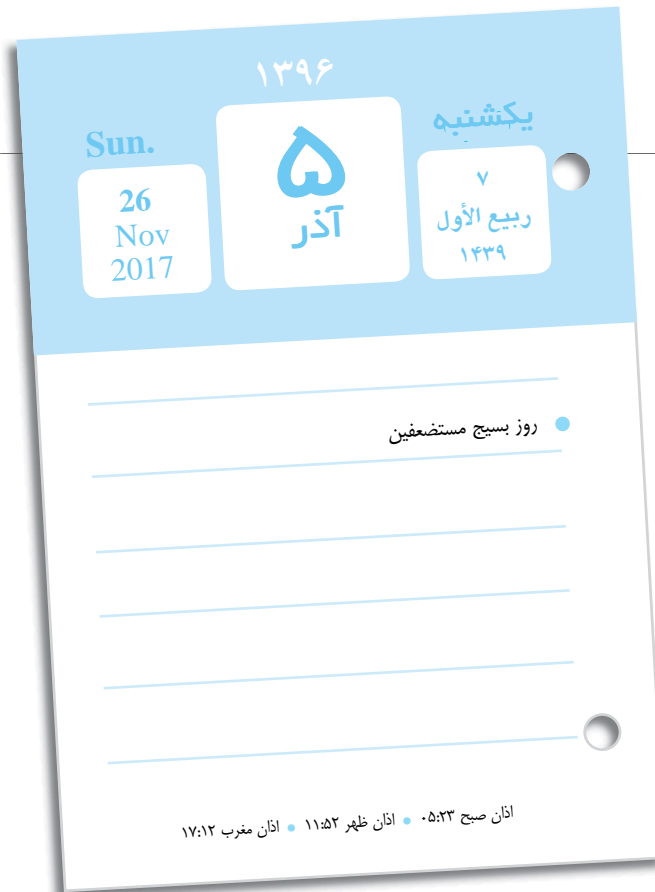 ۱۳۹۶
یکشنبه
۷
ربیع الأول
۱۴۳۹
۵
آذر
Sun.
26
Nov
2017
روز بسیج مستضعفین
اذان صبح ۰۵:۲۳ • اذان ظهر ۱۱:۵۲ • اذان مغرب ۱۷:۱۲